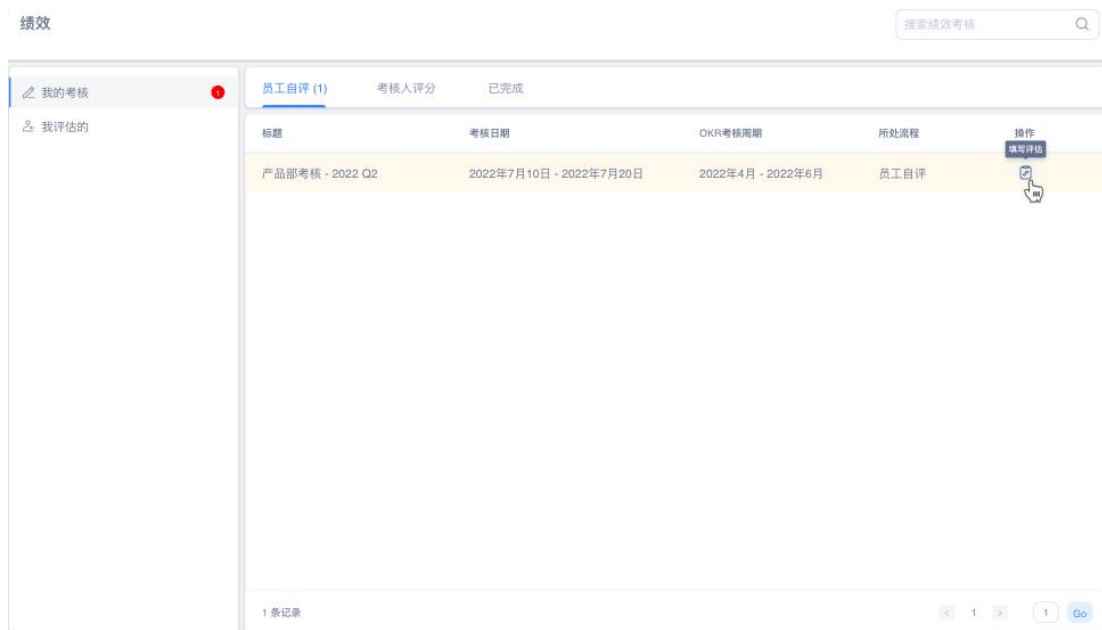 绩效
搜索绩效考核
我的考核
1
我评估的
员工自评 (1) 考核人评分 已完成
标题 考核日期 OKR考核周期 所处流程 操作
填写评估
产品部考核 - 2022 Q2 2022年7月10日 - 2022年7月20日 2022年4月 - 2022年6月 员工自评
1 条记录
< 1 > 1 Go